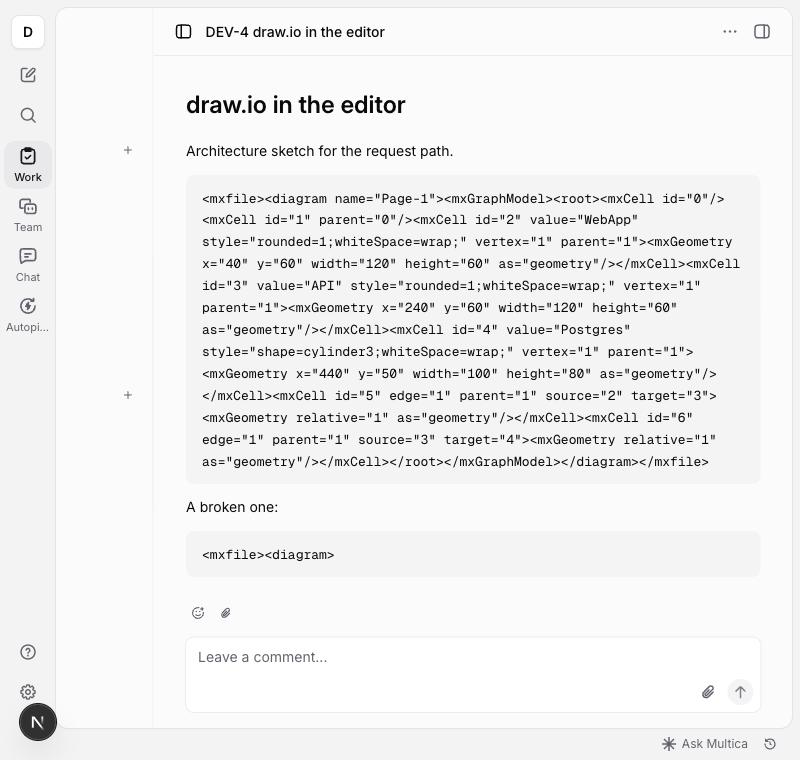 D
DEV-4 draw.io in the editor
Work
Team
Chat
Autopi...
draw.io in the editor
Architecture sketch for the request path.
<mxfile><diagram name="Page-1"><mxGraphModel><root><mxCell id="0"/>
<mxCell id="1" parent="0"/><mxCell id="2" value="WebApp"
style="rounded=1;whiteSpace=wrap;" vertex="1" parent="1"><mxGeometry
x="40" y="60" width="120" height="60" as="geometry"/></mxCell><mxCell
id="3" value="API" style="rounded=1;whiteSpace=wrap;" vertex="1"
parent="1"><mxGeometry x="240" y="60" width="120" height="60"
as="geometry"/></mxCell><mxCell id="4" value="Postgres"
style="shape=cylinder3;whiteSpace=wrap;" vertex="1" parent="1">
<mxGeometry x="440" y="50" width="100" height="80" as="geometry"/>
</mxCell><mxCell id="5" edge="1" parent="1" source="2" target="3">
<mxGeometry relative="1" as="geometry"/></mxCell><mxCell id="6"
edge="1" parent="1" source="3" target="4"><mxGeometry relative="1"
as="geometry"/></mxCell></root></mxGraphModel></diagram></mxfile>
A broken one:
<mxfile><diagram>
Leave a comment...
N
Ask Multica